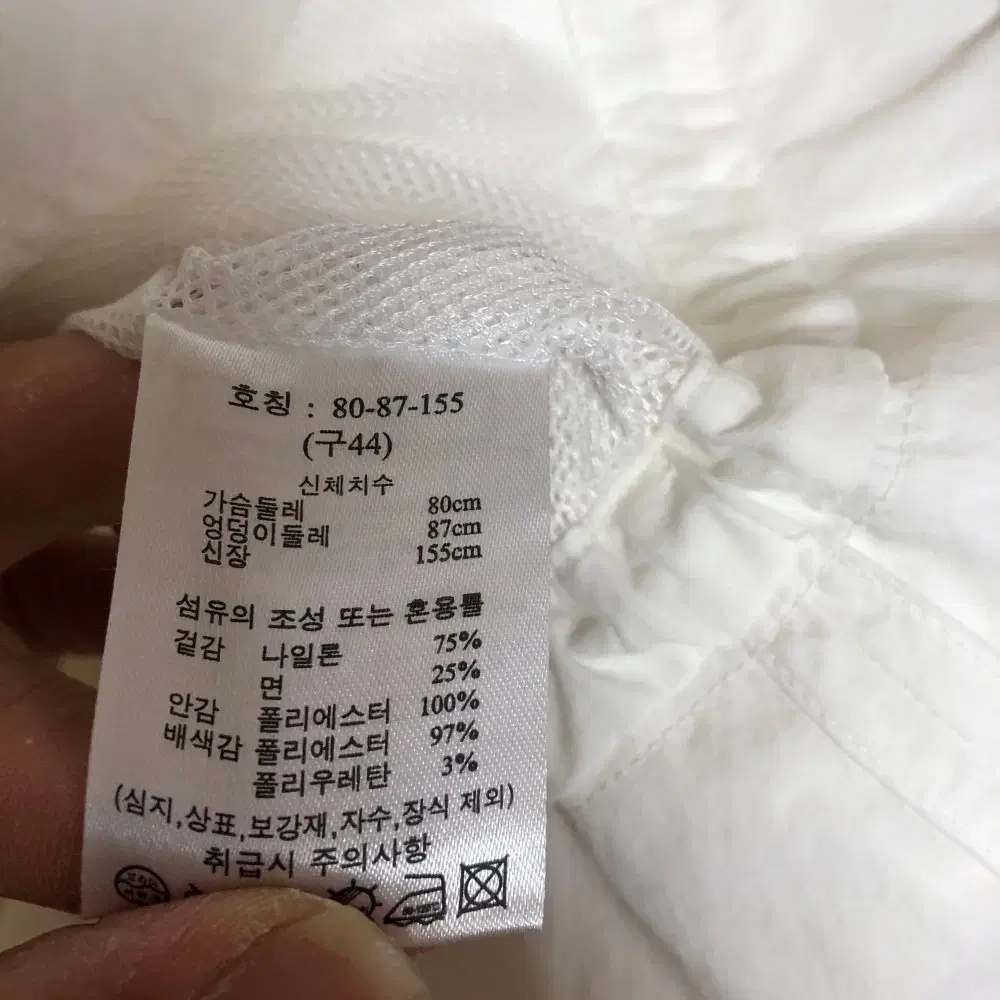 호칭 : 80-87-155
(구44)
신체치수
가슴둘레 80cm
엉덩이둘레 87cm
신장 155cm
섬유의 조성 또는 혼용률
겉감 나일론 75%
면 25%
안감 폴리에스터 100%
배색감 폴리에스터 97%
폴리우레탄 3%
(심지,상표,보강재,자수,장식 제외)
취급시 주의사항